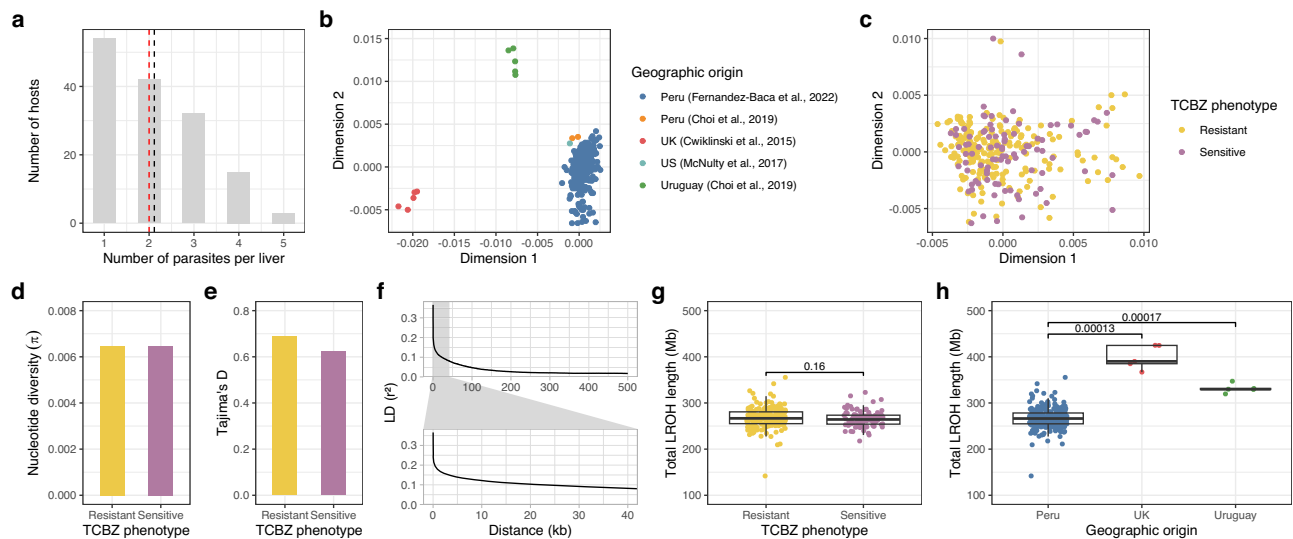 a
Number of hosts
40
20
0
1 2 3 4 5
Number of parasites per liver
b
Dimension 2
0.015
0.010
0.005
0.000
-0.005
-0.020 -0.015 -0.010 -0.005 0.000
Dimension 1
Geographic origin
Peru (Fernandez-Baca et al., 2022)
Peru (Choi et al., 2019)
UK (Cwiklinski et al., 2015)
US (McNulty et al., 2017)
Uruguay (Choi et al., 2019)
c
Dimension 2
0.010
0.005
0.000
-0.005
-0.005 0.000 0.005 0.010
Dimension 1
TCBZ phenotype
Resistant
Sensitive
d
Nucleotide diversity (π)
0.008
0.006
0.004
0.002
0.000
Resistant Sensitive
TCBZ phenotype
e
Tajima's D
0.8
0.6
0.4
0.2
0.0
Resistant Sensitive
TCBZ phenotype
f
LD (r²)
0.3
0.2
0.1
0.0
0 100 200 300 400 500
0.3
0.2
0.1
0.0
0 10 20 30 40
Distance (kb)
g
Total LROH length (Mb)
500
400
300
200
100
0.16
Resistant Sensitive
TCBZ phenotype
h
Total LROH length (Mb)
500
400
300
200
100
0.00017
0.00013
Peru UK Uruguay
Geographic origin